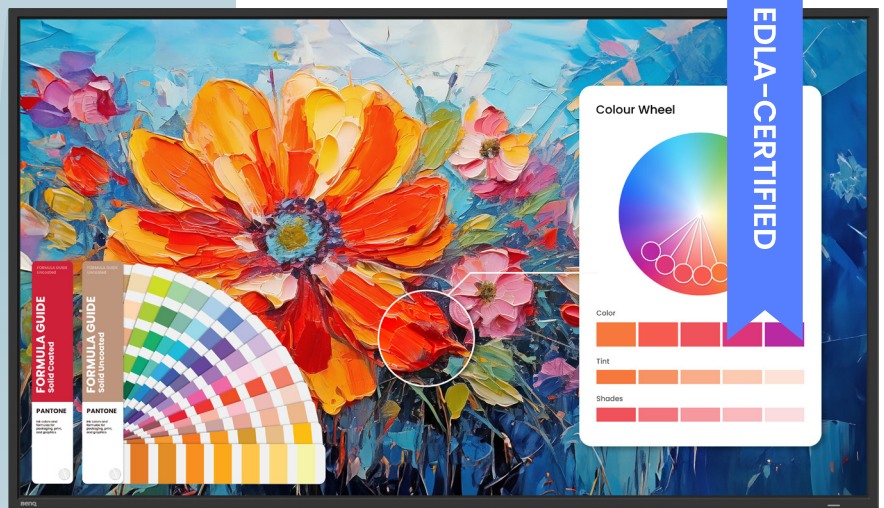 EDLA-CERTIFIED
Colour Wheel
Color
Tint
Shades
FORMULA GUIDE
Solid Coated
PANTONE
FORMULA GUIDE
Solid Uncoated
PANTONE
BenQ